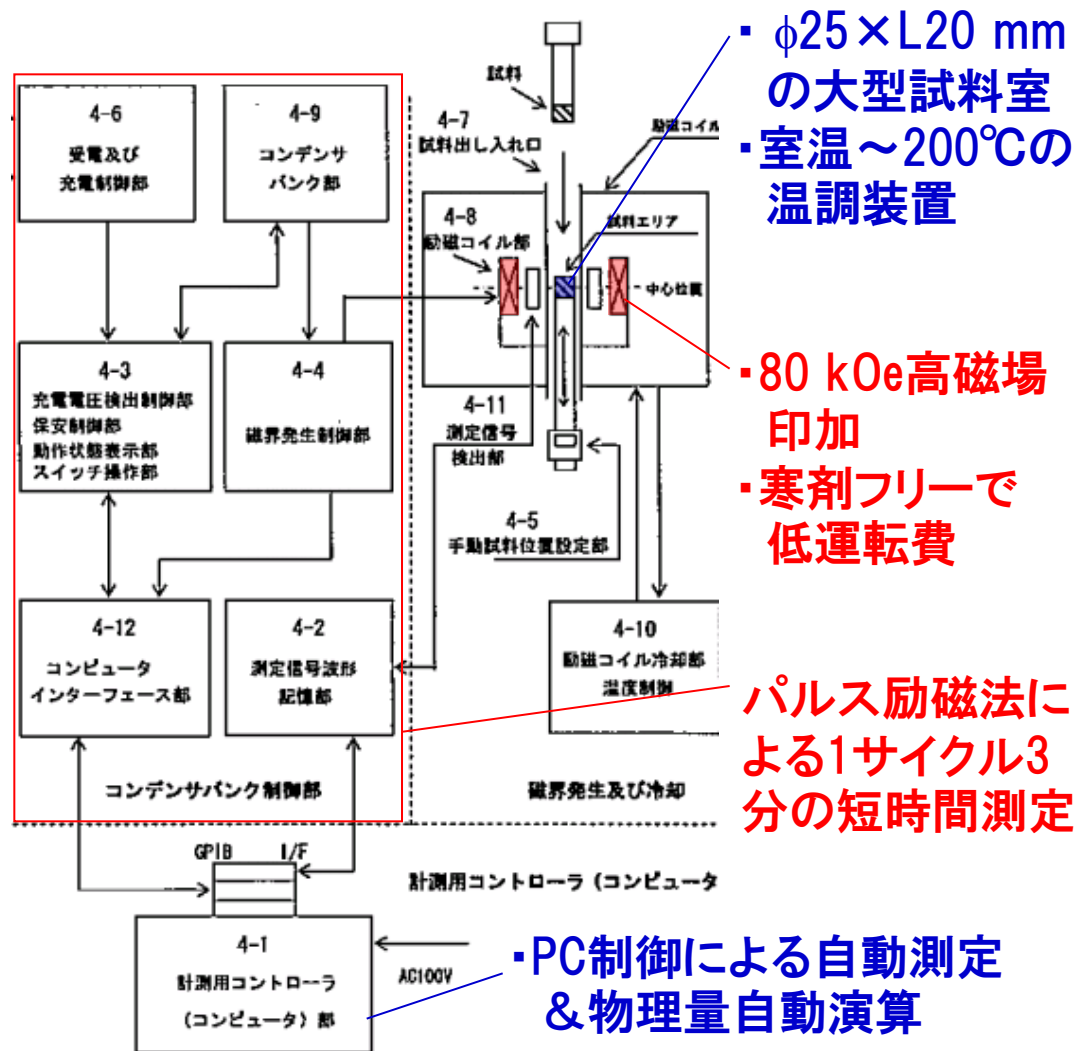 試料
・φ25×L20 mm
の大型試料室
・室温～200℃の
温調装置
4-6
受電及び
充電制御部
4-9
コンデンサ
バンク部
4-7
試料出し入れ口
励磁コイル
4-8
励磁コイル部
試料エリア
中心位置
4-3
充電電圧検出制御部
保安制御部
動作状態表示部
スイッチ操作部
4-4
磁界発生制御部
4-11
測定信号
検出部
・80 kOe高磁場
印加
・寒剤フリーで
低運転費
4-5
手動試料位置設定部
4-12
コンピュータ
インターフェース部
4-2
測定信号波形
記憶部
4-10
励磁コイル冷却部
温度制御
パルス励磁法に
よる1サイクル3
分の短時間測定
コンデンサバンク制御部
磁界発生及び冷却
GPIB
I/F
計測用コントローラ（コンピュータ
4-1
計測用コントローラ
（コンピュータ）部
AC100V
・PC制御による自動測定
＆物理量自動演算